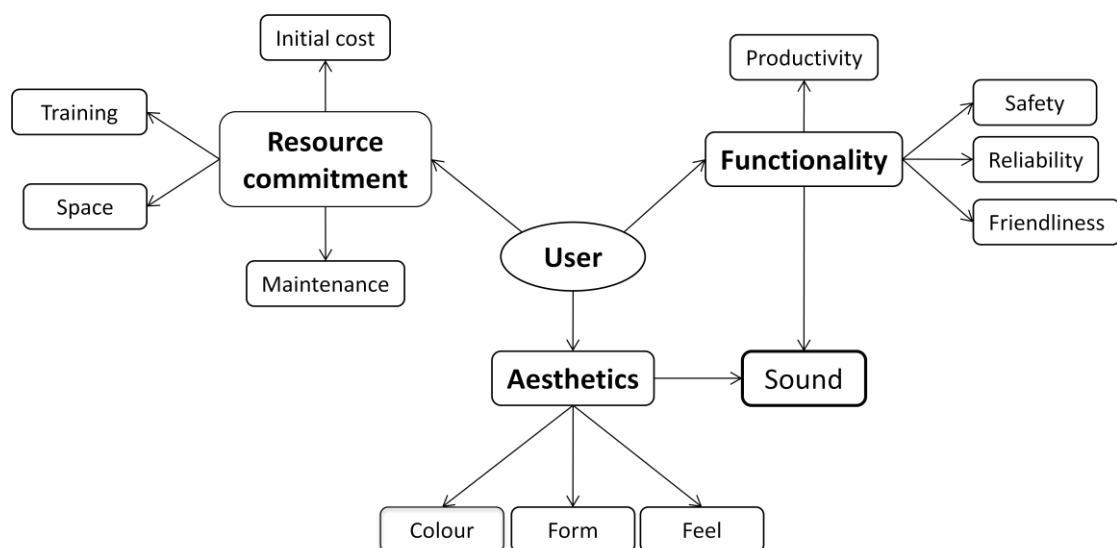 Initial cost
Productivity
Training
Safety
Resource
commitment
Functionality
Reliability
Space
Friendliness
User
Maintenance
Aesthetics
Sound
Colour
Form
Feel